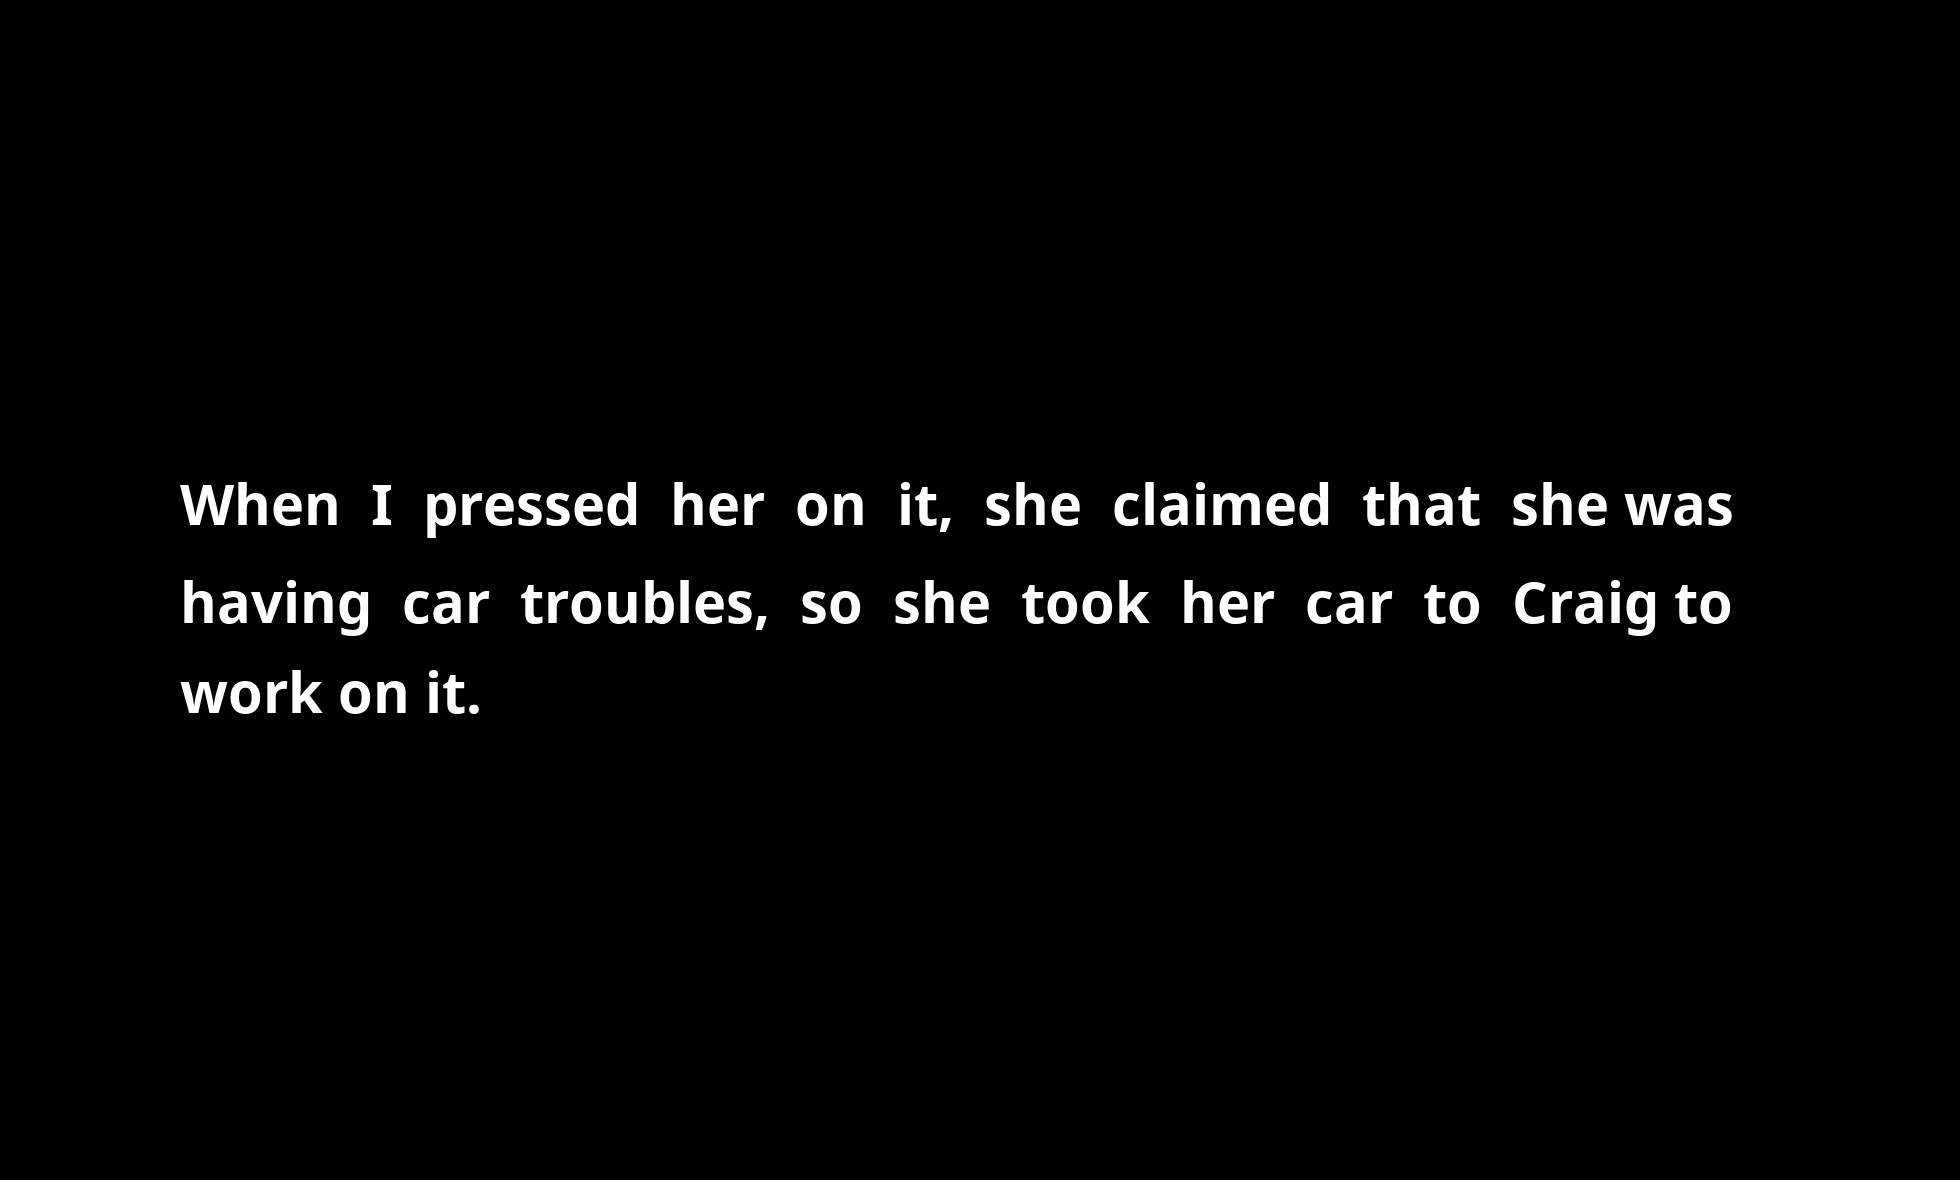 When I pressed her on it, she claimed that she was
having car troubles, so she took her car to Craig to
work on it.